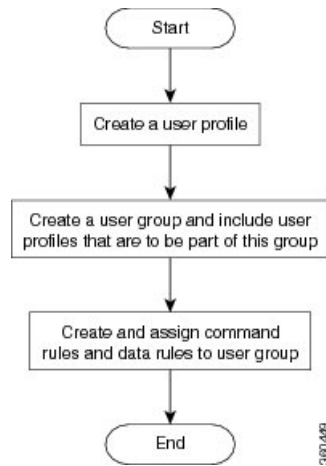 Start
Create a user profile
Create a user group and include user
profiles that are to be part of this group
Create and assign command
rules and data rules to user group
End